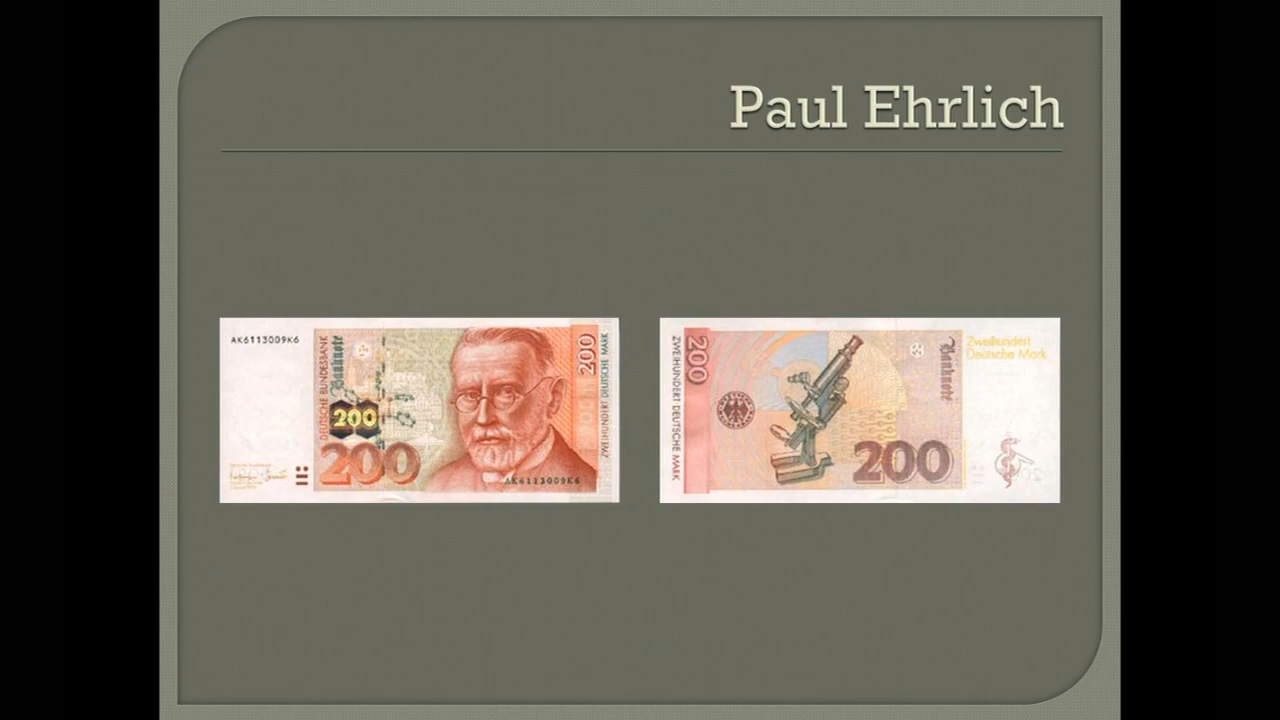 Paul Ehrlich
AK6113009K6
DEUTSCHE BUNDESBANK
Banknote
200
200
AK6113009K6
200
ZWEIHUNDERT DEUTSCHE MARK
200
ZWEIHUNDERT DEUTSCHE MARK
200
Banknote
Zweihundert
Deutsche Mark